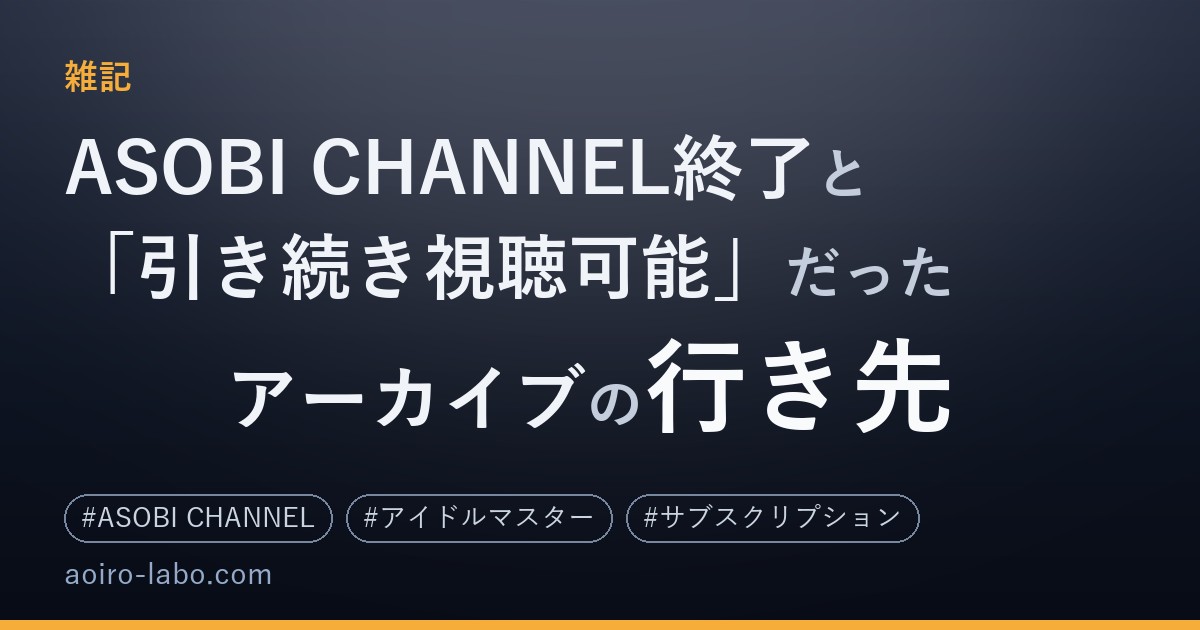 雑記
ASOBI CHANNEL終了と
「引き続き視聴可能」だった
アーカイブの行き先
#ASOBI CHANNEL #アイドルマスター #サブスクリプション
aoiro-labo.com